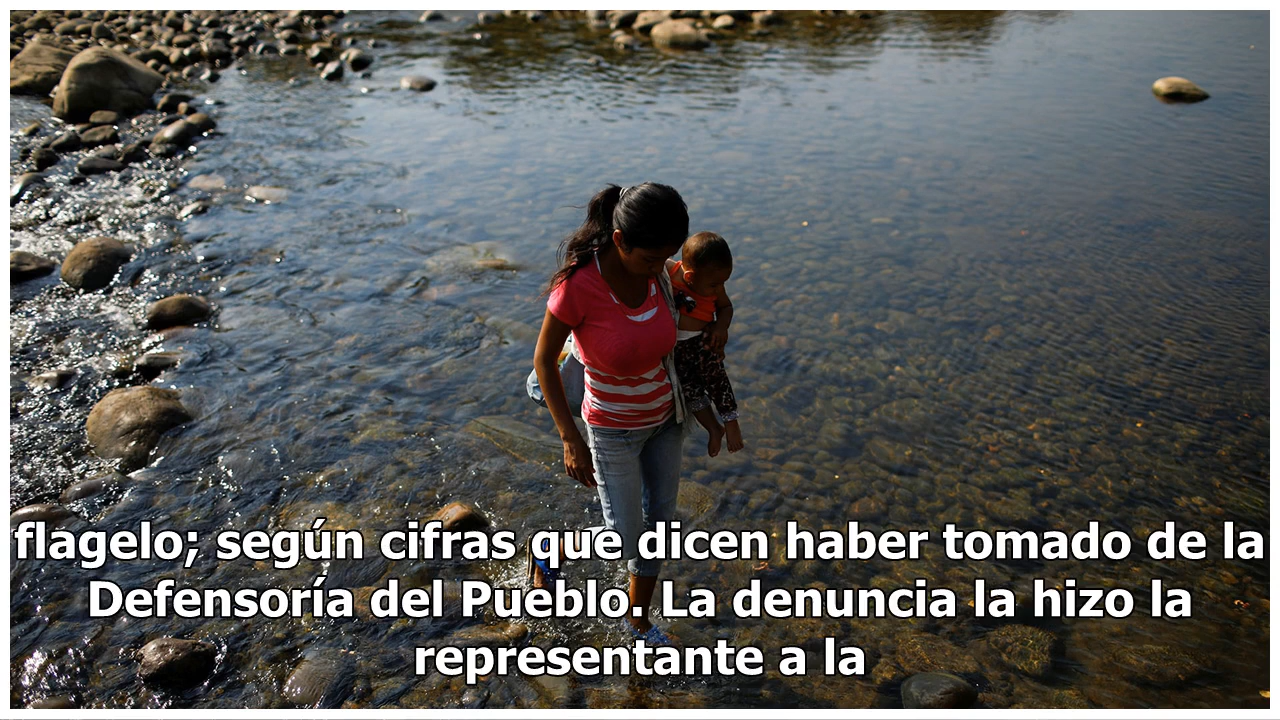 flagelo; según cifras que dicen haber tomado de la
Defensoría del Pueblo. La denuncia la hizo la
representante a la